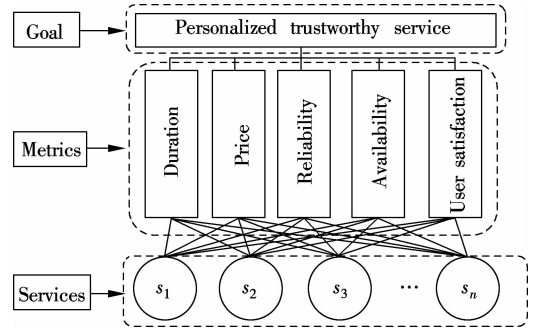 Goal
Personalized trustworthy service
Metrics
Duration
Price
Reliability
Availability
User satisfaction
Services
s1
s2
s3
...
sn